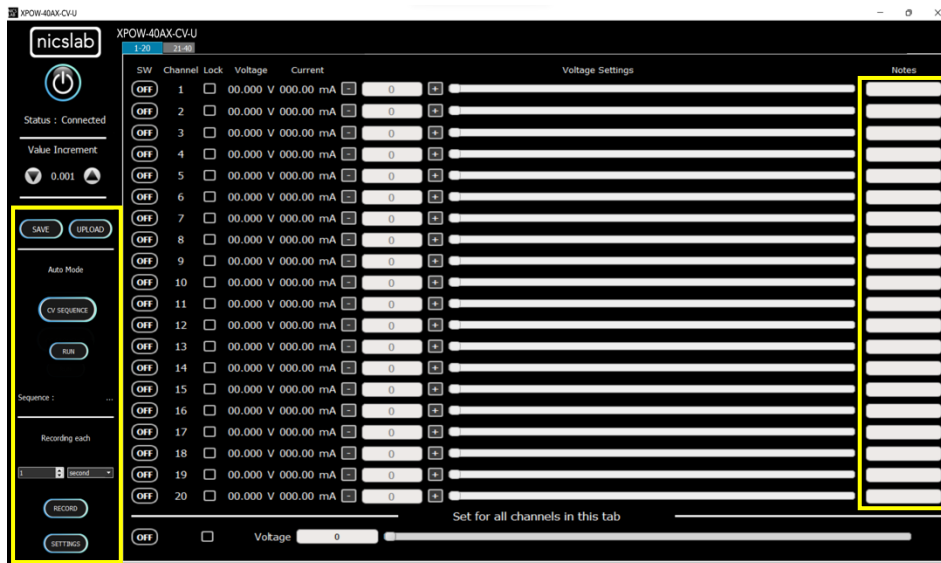 XPOW-40AX-CV-U
nicslab
XPOW-40AX-CV-U
1-20 21-40
SW Channel Lock Voltage Current Voltage Settings Notes
OFF 1 00.000 V 000.00 mA - 0 +
OFF 2 00.000 V 000.00 mA - 0 +
OFF 3 00.000 V 000.00 mA - 0 +
OFF 4 00.000 V 000.00 mA - 0 +
OFF 5 00.000 V 000.00 mA - 0 +
OFF 6 00.000 V 000.00 mA - 0 +
OFF 7 00.000 V 000.00 mA - 0 +
OFF 8 00.000 V 000.00 mA - 0 +
OFF 9 00.000 V 000.00 mA - 0 +
OFF 10 00.000 V 000.00 mA - 0 +
OFF 11 00.000 V 000.00 mA - 0 +
OFF 12 00.000 V 000.00 mA - 0 +
OFF 13 00.000 V 000.00 mA - 0 +
OFF 14 00.000 V 000.00 mA - 0 +
OFF 15 00.000 V 000.00 mA - 0 +
OFF 16 00.000 V 000.00 mA - 0 +
OFF 17 00.000 V 000.00 mA - 0 +
OFF 18 00.000 V 000.00 mA - 0 +
OFF 19 00.000 V 000.00 mA - 0 +
OFF 20 00.000 V 000.00 mA - 0 +
Set for all channels in this tab
OFF Voltage 0
Status : Connected
Value Increment
0.001
SAVE UPLOAD
Auto Mode
CV SEQUENCE
RUN
Sequence : ...
Recording each
1 second
RECORD
SETTINGS